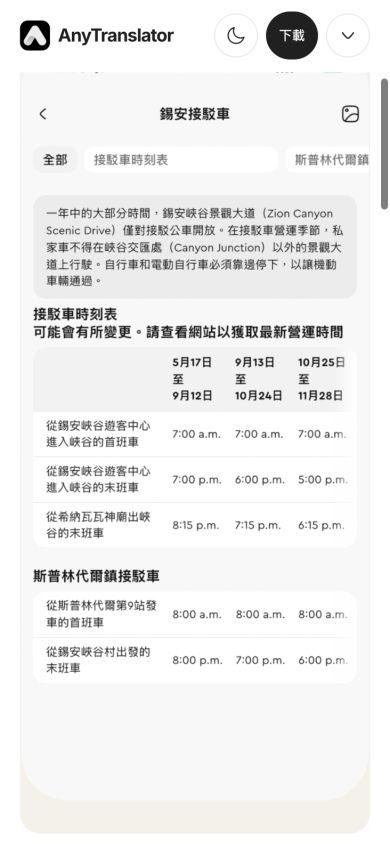 AnyTranslator
下載
錫安接駁車
全部
接駁車時刻表
斯普林代爾鎮
一年中的大部分時間，錫安峽谷景觀大道（Zion Canyon
Scenic Drive）僅對接駁公車開放。在接駁車營運季節，私
家車不得在峽谷交匯處（Canyon Junction）以外的景觀大
道上行駛。自行車和電動自行車必須靠邊停下，以讓機動
車輛通過。
接駁車時刻表
可能會有所變更。請查看網站以獲取最新營運時間
5月17日 9月13日 10月25日
至 至 至
9月12日 10月24日 11月28日
從錫安峽谷遊客中心
進入峽谷的首班車
7:00 a.m. 7:00 a.m. 7:00 a.m.
從錫安峽谷遊客中心
進入峽谷的末班車
7:00 p.m. 6:00 p.m. 5:00 p.m.
從希納瓦瓦神廟出峽
谷的末班車
8:15 p.m. 7:15 p.m. 6:15 p.m.
斯普林代爾鎮接駁車
從斯普林代爾第9站發
車的首班車
8:00 a.m. 8:00 a.m. 8:00 a.m.
從錫安峽谷村出發的
末班車
8:00 p.m. 7:00 p.m. 6:00 p.m.